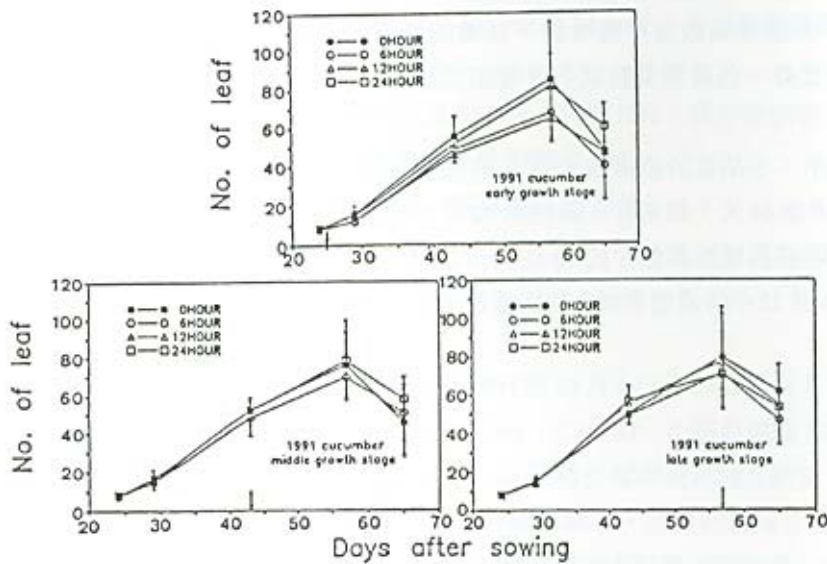 No. of leaf
120
100
80
60
40
20
0
0HOUR
6HOUR
12HOUR
24HOUR
1991 cucumber
early growth stage
20 30 40 50 60 70
No. of leaf
120
100
80
60
40
20
0
0HOUR
6HOUR
12HOUR
24HOUR
1991 cucumber
middle growth stage
20 30 40 50 60 70
120
100
80
60
40
20
0
0HOUR
6HOUR
12HOUR
24HOUR
1991 cucumber
late growth stage
20 30 40 50 60 70
Days after sowing